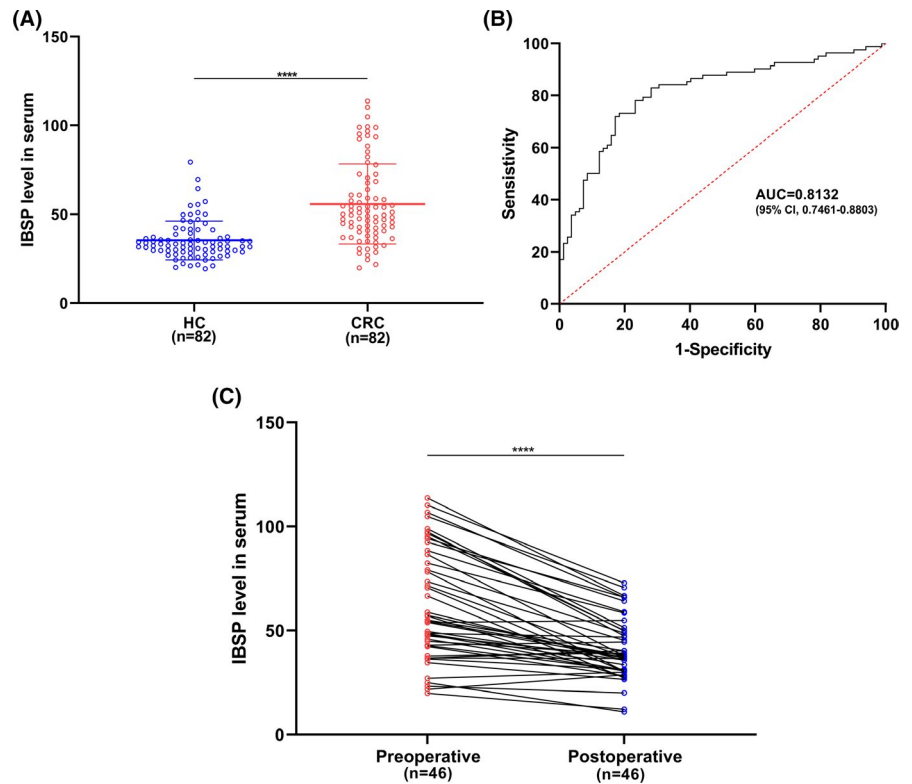 (A)
150
100
50
0
IBSP level in serum
****
HC
(n=82)
CRC
(n=82)
(B)
100
80
60
40
20
0
Sensistivity
AUC=0.8132
(95% CI, 0.7461-0.8803)
0 20 40 60 80 100
1-Specificity
(C)
150
100
50
0
IBSP level in serum
****
Preoperative
(n=46)
Postoperative
(n=46)